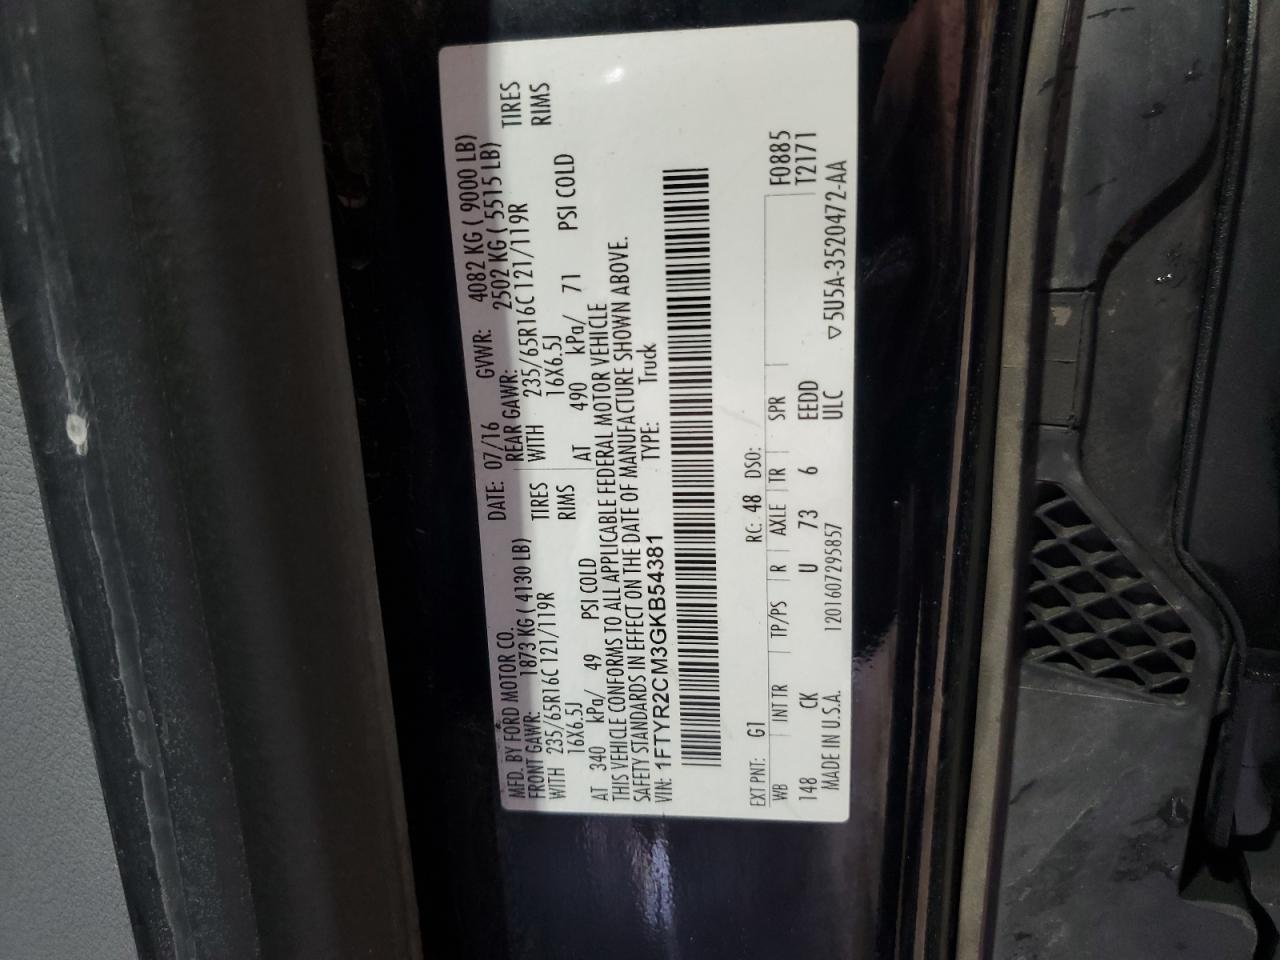 MFD. BY FORD MOTOR CO.
DATE: 07/16 GVWR: 4082 KG ( 9000 LB)
FRONT GAWR: 1873 KG ( 4130 LB) REAR GAWR: 2502 KG ( 5515 LB)
WITH 235/65R16C 121/119R TIRES WITH 235/65R16C 121/119R TIRES
16X6.5J RIMS 16X6.5J RIMS
AT 340 kPa/ 49 PSI COLD AT 490 kPa/ 71 PSI COLD
THIS VEHICLE CONFORMS TO ALL APPLICABLE FEDERAL MOTOR VEHICLE
SAFETY STANDARDS IN EFFECT ON THE DATE OF MANUFACTURE SHOWN ABOVE.
VIN: 1FTYR2CM3GKB54381 TYPE: Truck
EXT PNT: G1 RC: 48 DSO: F0885
WB INT TR TP/PS R AXLE TR SPR T2171
148 CK U 73 6 EEDD
MADE IN U.S.A. 1201607295857 ULC ▽5U5A-3520472-AA